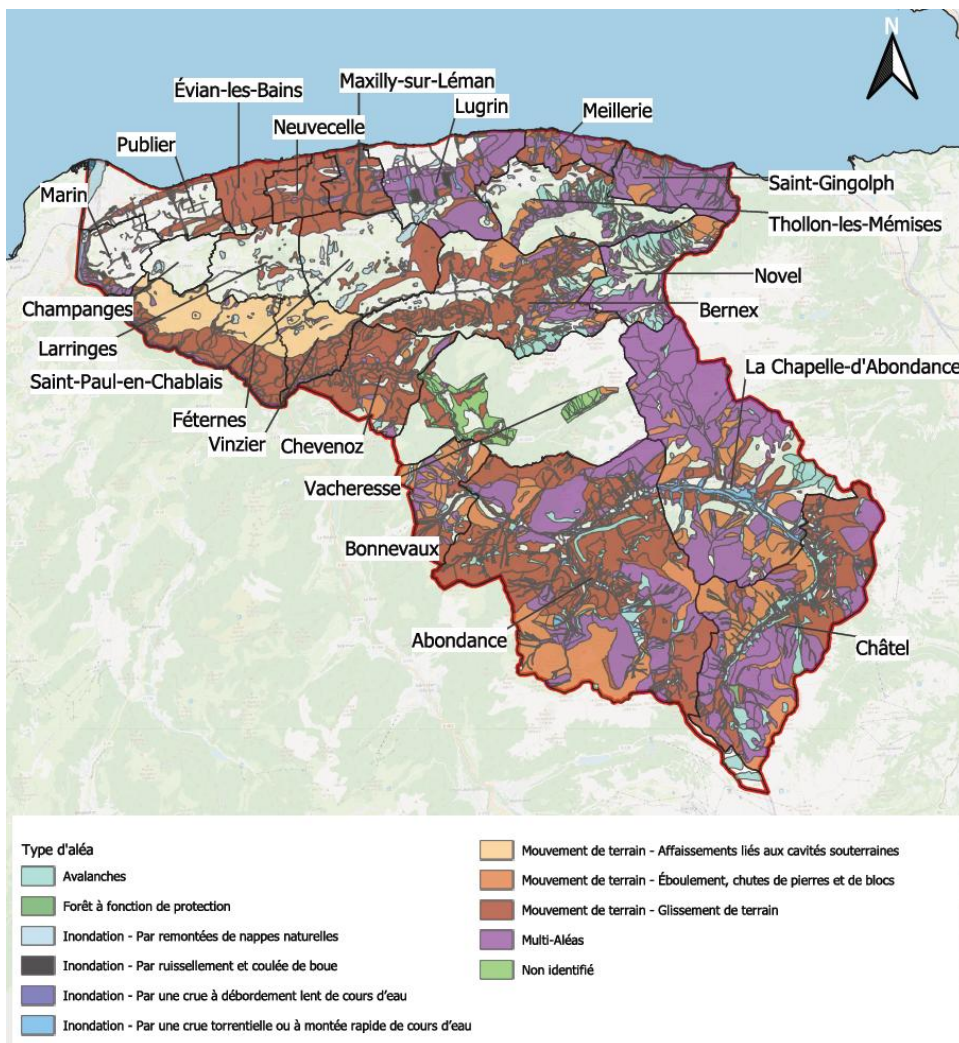 N
Maxilly-sur-Léman
Évian-les-Bains
Lugrin
Neuvecelle
Meillerie
Publier
Marin
Saint-Gingolph
Thollon-les-Mémises
Novel
Champanges
Bernex
Larringes
La Chapelle-d'Abondance
Saint-Paul-en-Chablais
Féternes
Vinzier
Chevenoz
Vacheresse
Bonnevaux
Abondance
Châtel
Type d'aléa
Avalanches
Forêt à fonction de protection
Inondation - Par remontées de nappes naturelles
Inondation - Par ruissellement et coulée de boue
Inondation - Par une crue à débordement lent de cours d'eau
Inondation - Par une crue torrentielle ou à montée rapide de cours d'eau
Mouvement de terrain - Affaissements liés aux cavités souterraines
Mouvement de terrain - Éboulement, chutes de pierres et de blocs
Mouvement de terrain - Glissement de terrain
Multi-Aléas
Non identifié